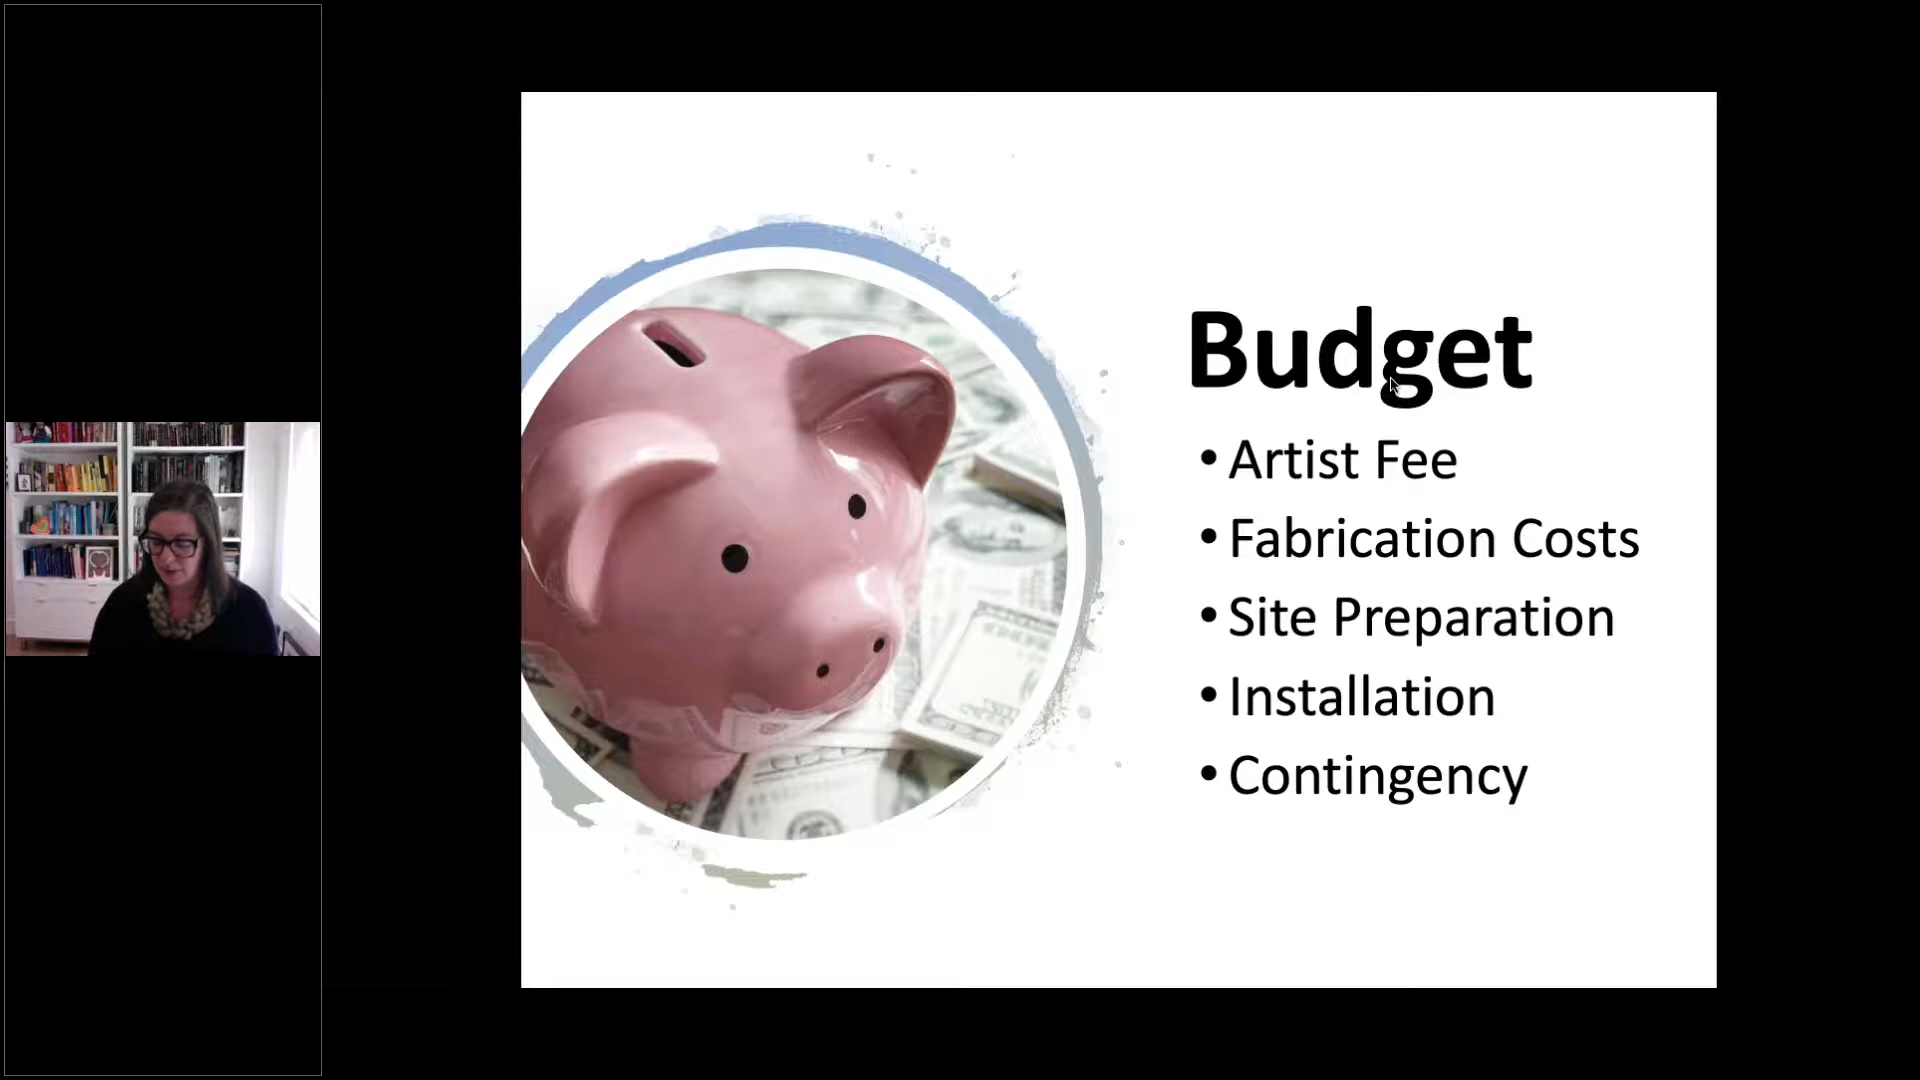 Budget
• Artist Fee
• Fabrication Costs
• Site Preparation
• Installation
• Contingency